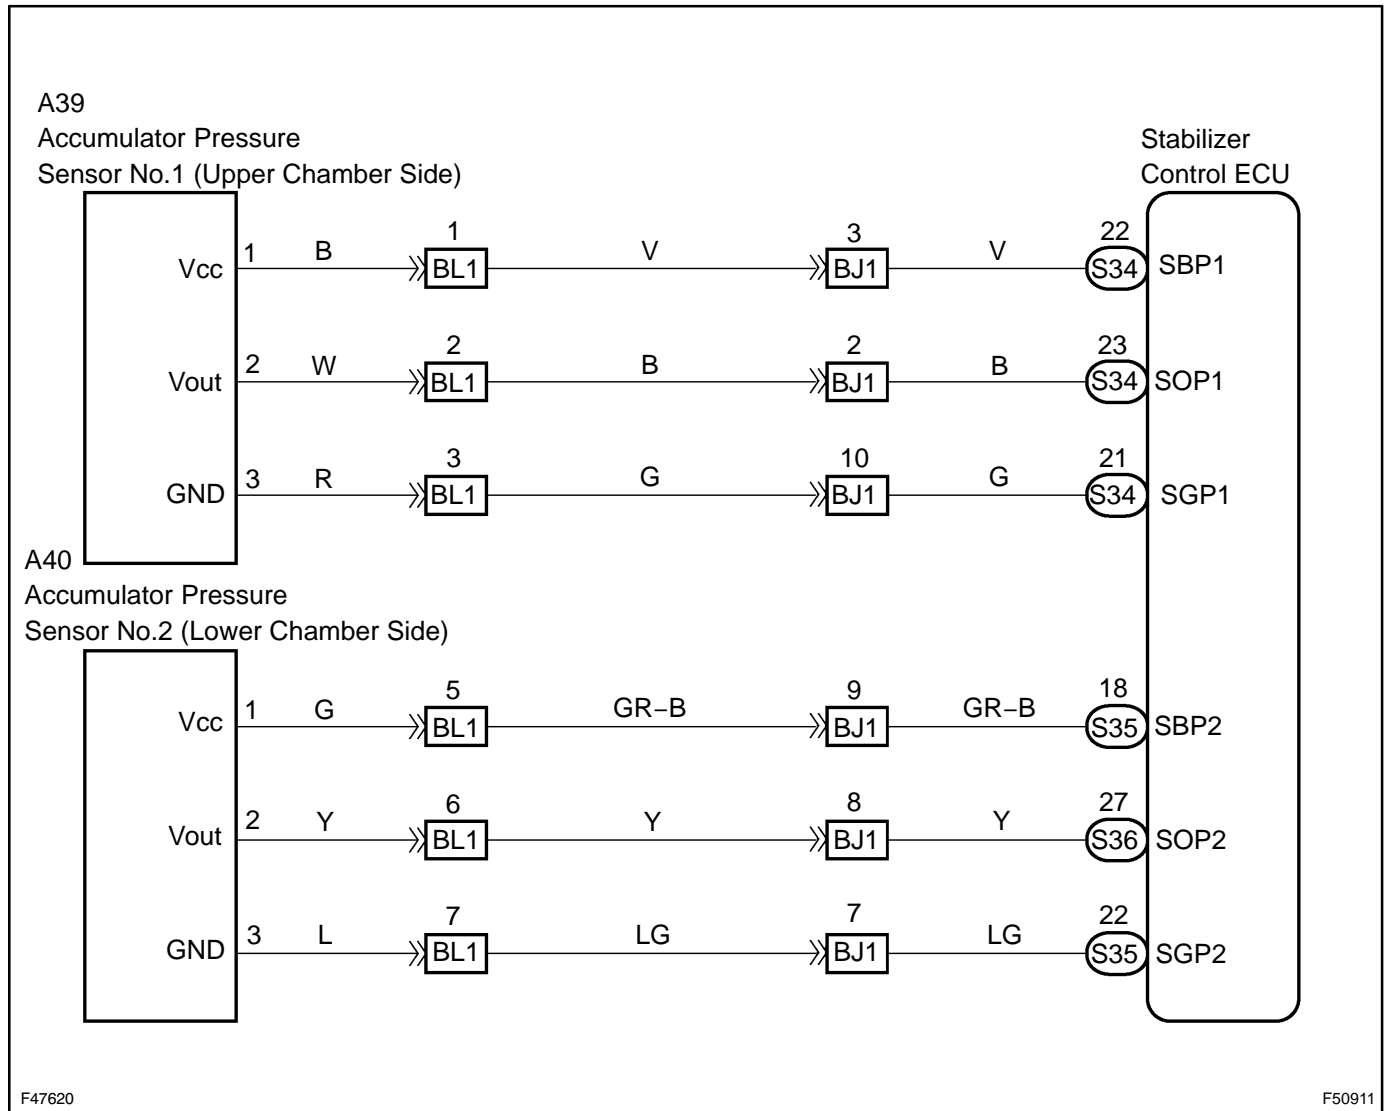 A39
Accumulator Pressure
Sensor No.1 (Upper Chamber Side)
Stabilizer
Control ECU
Vcc 1 B 1 BL1 V 3 BJ1 V 22 S34 SBP1
Vout 2 W 2 BL1 B 2 BJ1 B 23 S34 SOP1
GND 3 R 3 BL1 G 10 BJ1 G 21 S34 SGP1
A40
Accumulator Pressure
Sensor No.2 (Lower Chamber Side)
Vcc 1 G 5 BL1 GR–B 9 BJ1 GR–B 18 S35 SBP2
Vout 2 Y 6 BL1 Y 8 BJ1 Y 27 S36 SOP2
GND 3 L 7 BL1 LG 7 BJ1 LG 22 S35 SGP2
F47620
F50911